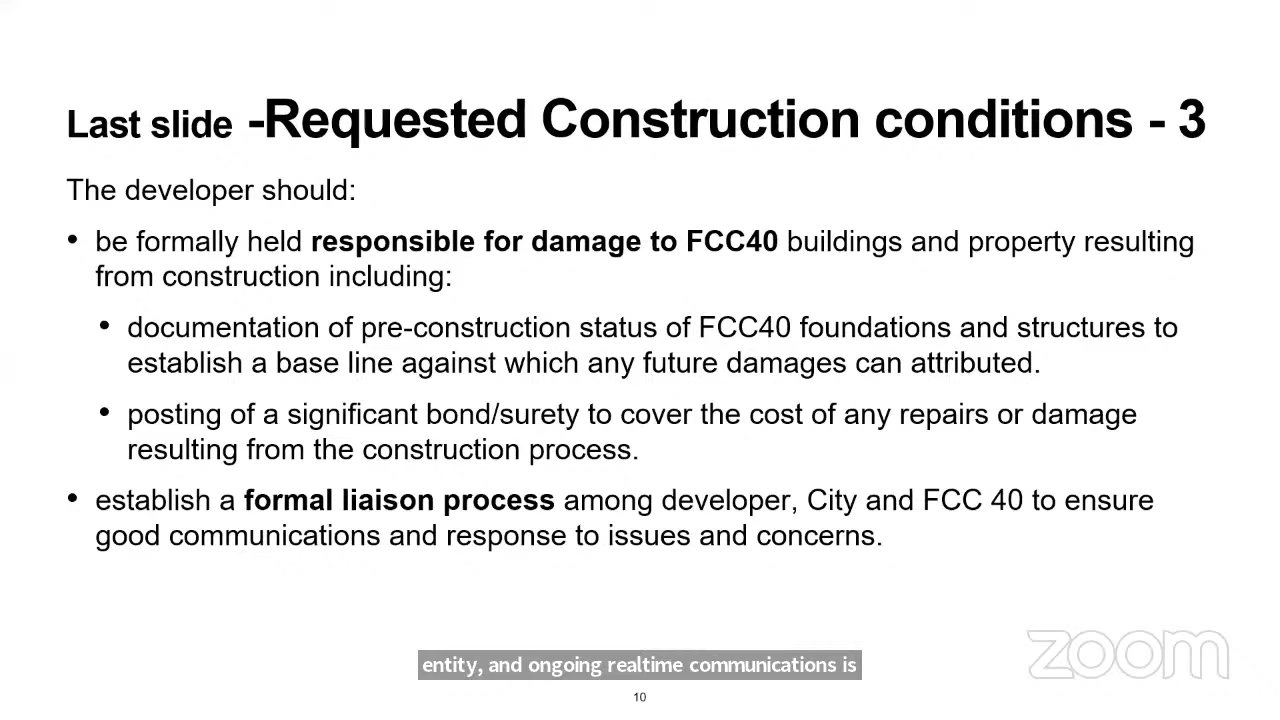 Last slide -Requested Construction conditions - 3
The developer should:
• be formally held responsible for damage to FCC40 buildings and property resulting
from construction including:
• documentation of pre-construction status of FCC40 foundations and structures to
establish a base line against which any future damages can attributed.
• posting of a significant bond/surety to cover the cost of any repairs or damage
resulting from the construction process.
• establish a formal liaison process among developer, City and FCC 40 to ensure
good communications and response to issues and concerns.
zoom
entity, and ongoing realtime communications is
10